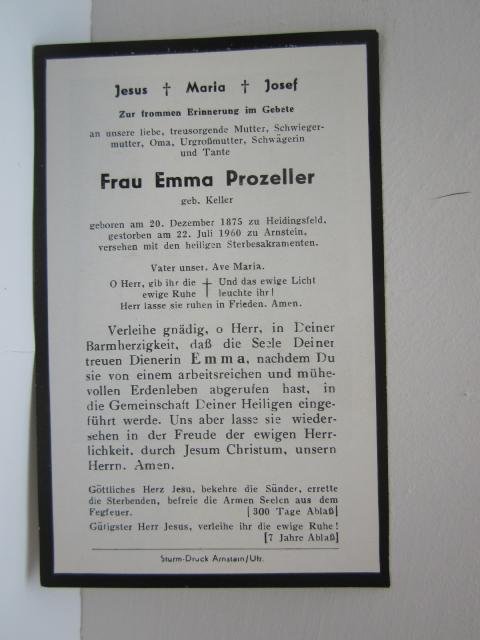 Jesus † Maria † Josef
Zur frommen Erinnerung im Gebete
an unsere liebe, treusorgende Mutter, Schwieger-
mutter, Oma, Urgroßmutter, Schwägerin
und Tante
Frau Emma Prozeller
geb. Keller
geboren am 20. Dezember 1875 zu Heidingsfeld,
gestorben am 22. Juli 1960 zu Arnstein,
versehen mit den heiligen Sterbesakramenten.
Vater unser. Ave Maria.
O Herr, gib ihr die † Und das ewige Licht
ewige Ruhe leuchte ihr!
Herr lasse sie ruhen in Frieden. Amen.
Verleihe gnädig, o Herr, in Deiner
Barmherzigkeit, daß die Seele Deiner
treuen Dienerin Emma, nachdem Du
sie von einem arbeitsreichen und mühe-
vollen Erdenleben abgerufen hast, in
die Gemeinschaft Deiner Heiligen einge-
führt werde. Uns aber lasse sie wieder-
sehen in der Freude der ewigen Herr-
lichkeit, durch Jesum Christum, unsern
Herrn. Amen.
Göttliches Herz Jesu, bekehre die Sünder, errette
die Sterbenden, befreie die Armen Seelen aus dem
Fegfeuer. [300 Tage Ablaß]
Gütigster Herr Jesus, verleihe ihr die ewige Ruhe!
[7 Jahre Ablaß]
Sturm-Druck Arnstein/Ufr.